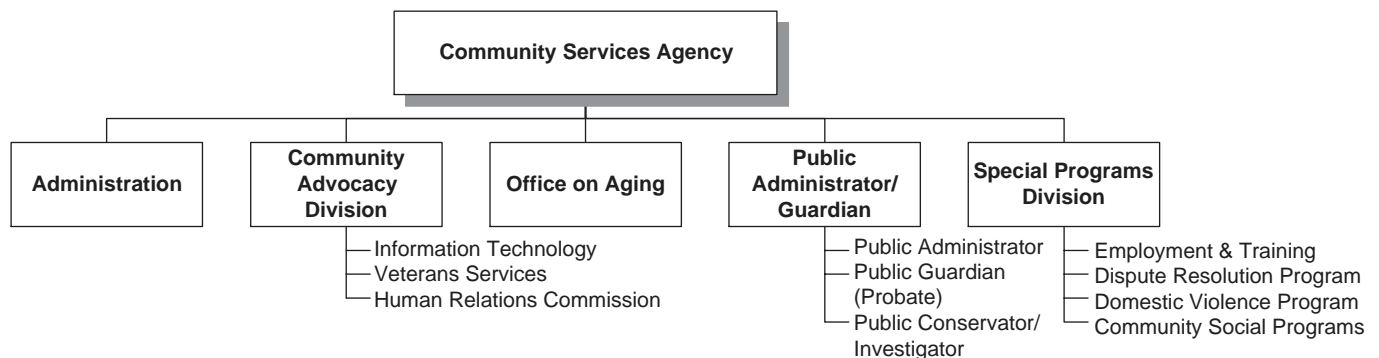 Community Services Agency
Administration
Community
Advocacy
Division
Office on Aging
Public
Administrator/
Guardian
Special Programs
Division
Information Technology
Veterans Services
Human Relations Commission
Public Administrator
Public Guardian
(Probate)
Public Conservator/
Investigator
Employment & Training
Dispute Resolution Program
Domestic Violence Program
Community Social Programs